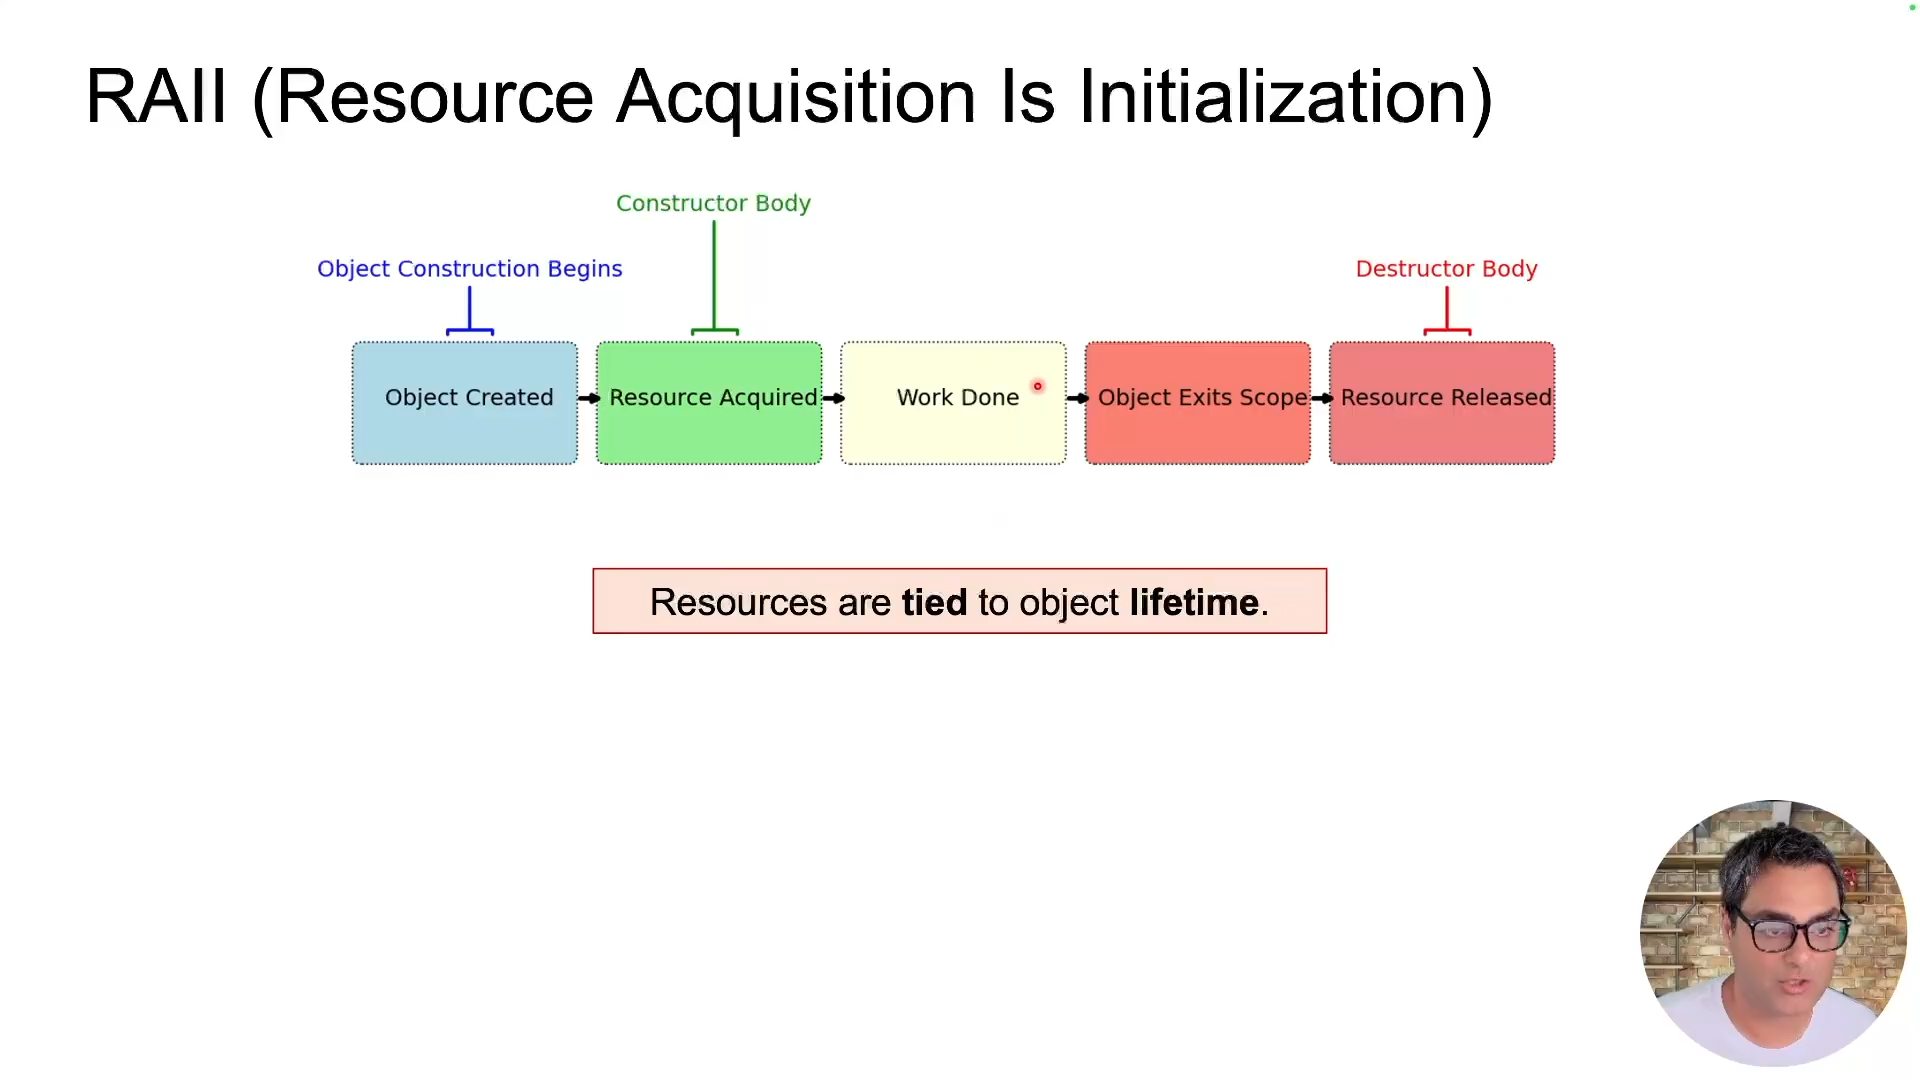 RAII (Resource Acquisition Is Initialization)
Constructor Body
Object Construction Begins
Destructor Body
Object Created
Resource Acquired
Work Done
Object Exits Scope
Resource Released
Resources are tied to object lifetime.